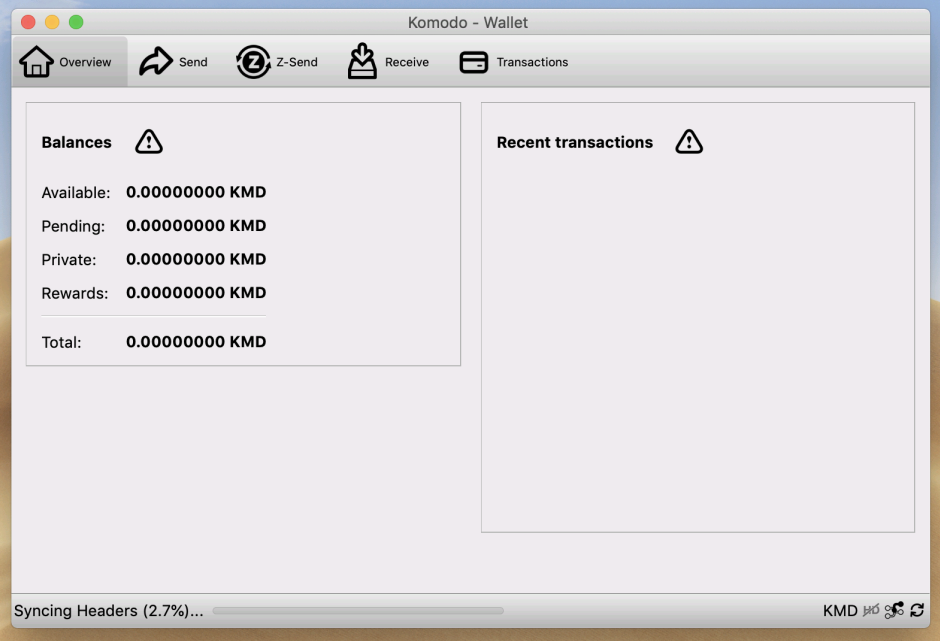 Komodo - Wallet
Overview Send Z-Send Receive Transactions
Balances
Available: 0.00000000 KMD
Pending: 0.00000000 KMD
Private: 0.00000000 KMD
Rewards: 0.00000000 KMD
Total: 0.00000000 KMD
Recent transactions
Syncing Headers (2.7%)...
KMD HD